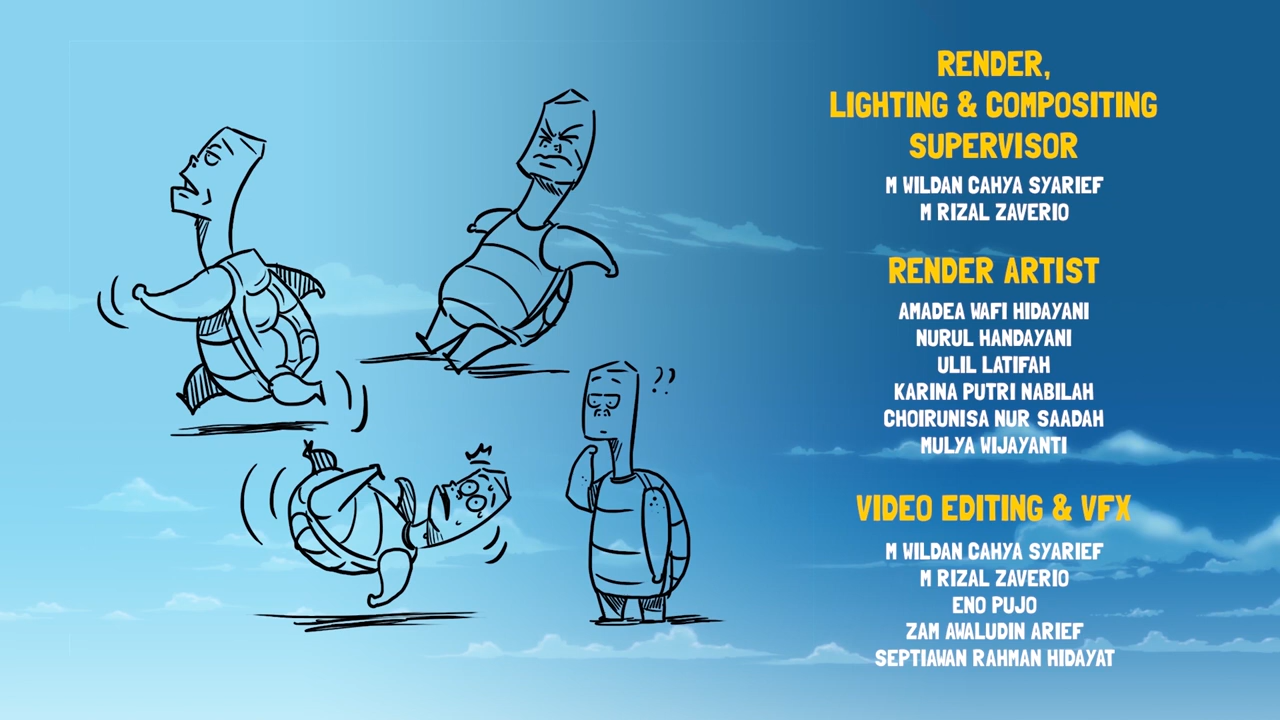 RENDER,
LIGHTING & COMPOSITING
SUPERVISOR
M WILDAN CAHYA SYARIEF
M RIZAL ZAVERIO
RENDER ARTIST
AMADEA WAFI HIDAYANI
NURUL HANDAYANI
ULIL LATIFAH
KARINA PUTRI NABILAH
CHOIRUNISA NUR SAADAH
MULYA WIJAYANTI
VIDEO EDITING & VFX
M WILDAN CAHYA SYARIEF
M RIZAL ZAVERIO
ENO PUJO
ZAM AWALUDIN ARIEF
SEPTIAWAN RAHMAN HIDAYAT
??